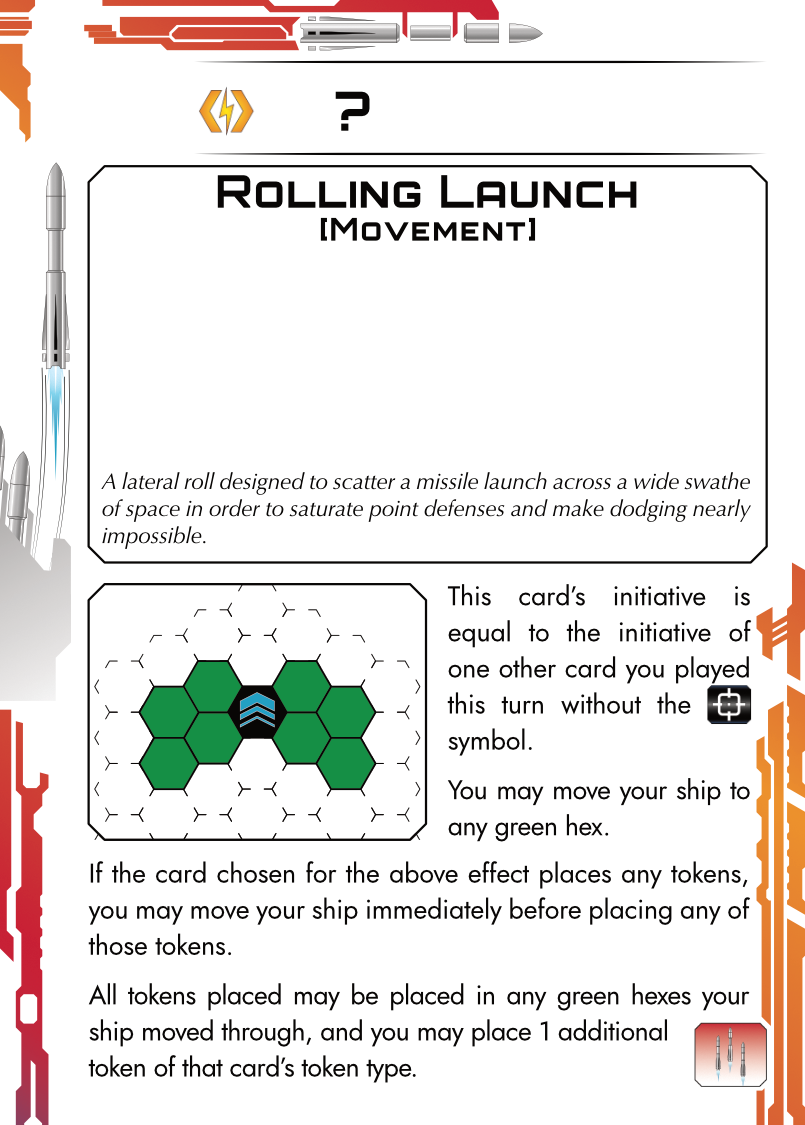 ?
Rolling Launch
[Movement]
A lateral roll designed to scatter a missile launch across a wide swathe
of space in order to saturate point defenses and make dodging nearly
impossible.
This card's initiative is
equal to the initiative of
one other card you played
this turn without the
symbol.
You may move your ship to
any green hex.
If the card chosen for the above effect places any tokens,
you may move your ship immediately before placing any of
those tokens.
All tokens placed may be placed in any green hexes your
ship moved through, and you may place 1 additional
token of that card's token type.